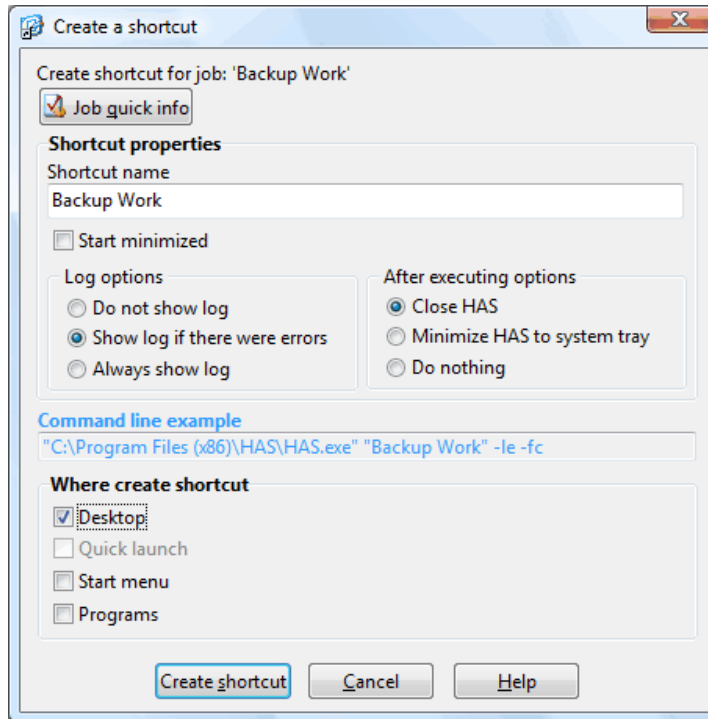 Create a shortcut
Create shortcut for job: 'Backup Work'
Job quick info
Shortcut properties
Shortcut name
Backup Work
Start minimized
Log options
Do not show log
Show log if there were errors
Always show log
After executing options
Close HAS
Minimize HAS to system tray
Do nothing
Command line example
"C:\Program Files (x86)\HAS\HAS.exe" "Backup Work" -le -fc
Where create shortcut
Desktop
Quick launch
Start menu
Programs
Create shortcut Cancel Help